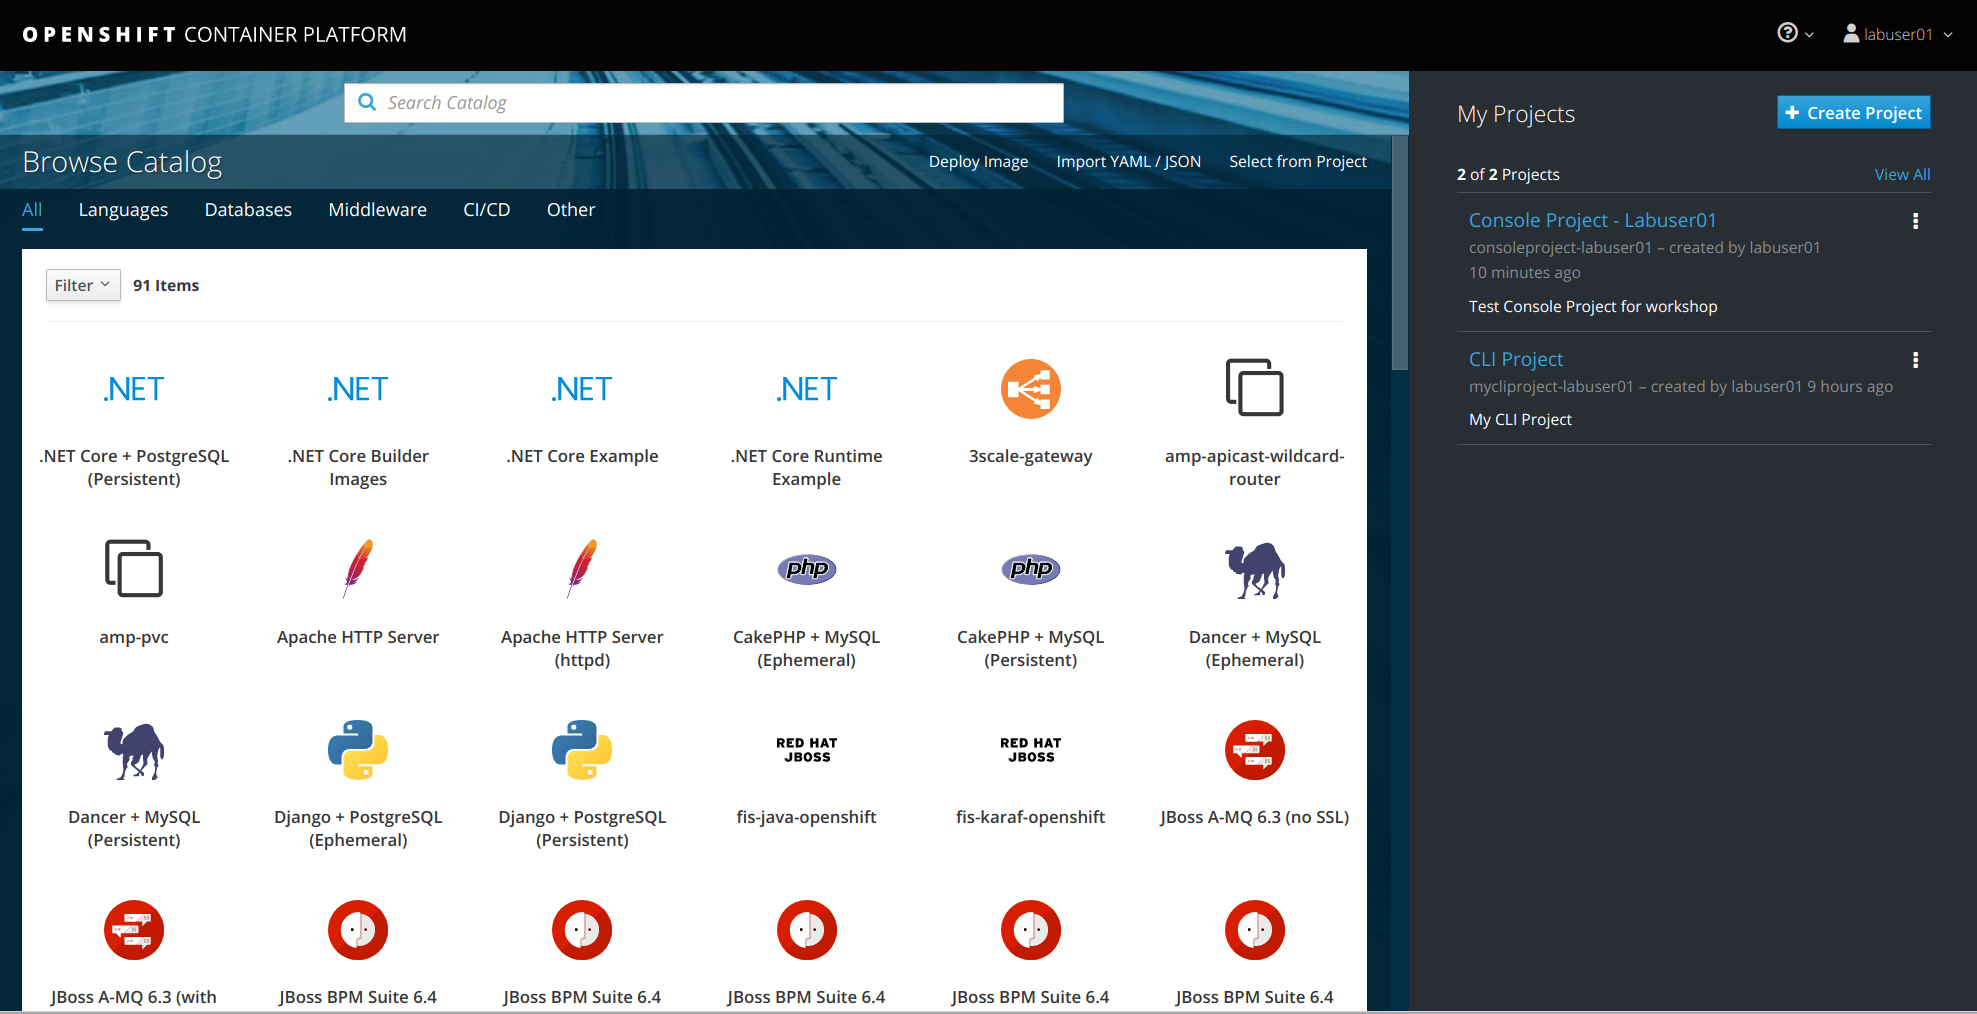 OPENSHIFT CONTAINER PLATFORM
labuser01
Search Catalog
Browse Catalog
Deploy Image
Import YAML / JSON
Select from Project
All
Languages
Databases
Middleware
CI/CD
Other
Filter
91 Items
.NET
.NET
.NET
.NET
.NET Core + PostgreSQL
(Persistent)
.NET Core Builder
Images
.NET Core Example
.NET Core Runtime
Example
3scale-gateway
amp-apicast-wildcard-
router
php
php
amp-pvc
Apache HTTP Server
Apache HTTP Server
(httpd)
CakePHP + MySQL
(Ephemeral)
CakePHP + MySQL
(Persistent)
Dancer + MySQL
(Ephemeral)
RED HAT
JBOSS
RED HAT
JBOSS
Dancer + MySQL
(Persistent)
Django + PostgreSQL
(Ephemeral)
Django + PostgreSQL
(Persistent)
fis-java-openshift
fis-karaf-openshift
JBoss A-MQ 6.3 (no SSL)
JBoss A-MQ 6.3 (with
JBoss BPM Suite 6.4
JBoss BPM Suite 6.4
JBoss BPM Suite 6.4
JBoss BPM Suite 6.4
JBoss BPM Suite 6.4
My Projects
+ Create Project
2 of 2 Projects
View All
Console Project - Labuser01
consoleproject-labuser01 – created by labuser01
10 minutes ago
Test Console Project for workshop
CLI Project
mycliproject-labuser01 – created by labuser01 9 hours ago
My CLI Project